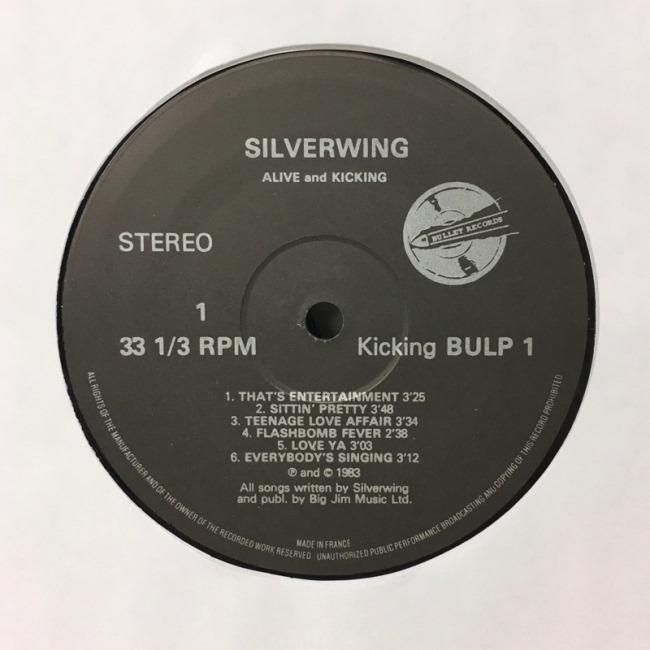 SILVERWING
ALIVE and KICKING
BULLET RECORDS
STEREO
1
33 1/3 RPM
Kicking BULP 1
1. THAT'S ENTERTAINMENT 3'25
2. SITTIN' PRETTY 3'48
3. TEENAGE LOVE AFFAIR 3'34
4. FLASHBOMB FEVER 2'38
5. LOVE YA 3'03
6. EVERYBODY'S SINGING 3'12
℗ and © 1983
All songs written by Silverwing
and publ. by Big Jim Music Ltd.
MADE IN FRANCE
ALL RIGHTS OF THE MANUFACTURER AND OF THE OWNER OF THE RECORDED WORK RESERVED UNAUTHORIZED PUBLIC PERFORMANCE BROADCASTING AND COPYING OF THIS RECORD PROHIBITED